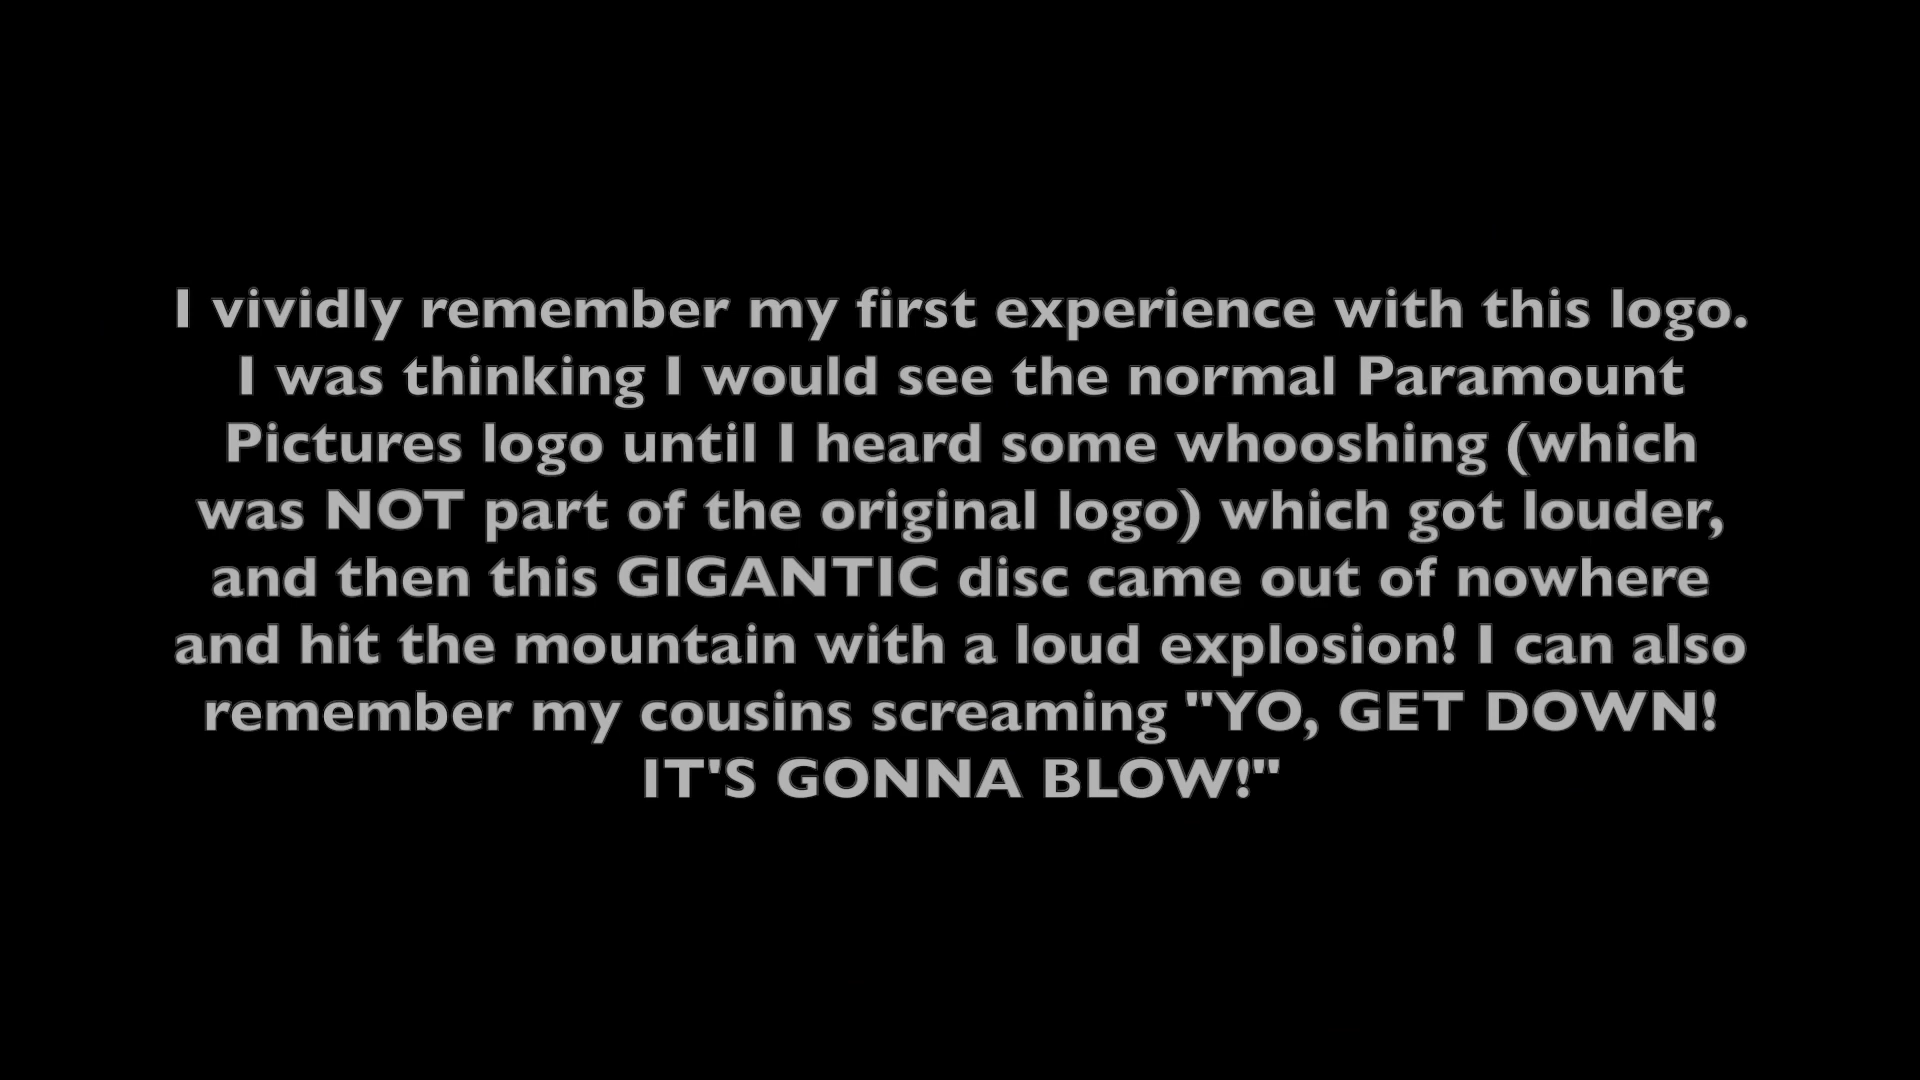 I vividly remember my first experience with this logo.
I was thinking I would see the normal Paramount
Pictures logo until I heard some whooshing (which
was NOT part of the original logo) which got louder,
and then this GIGANTIC disc came out of nowhere
and hit the mountain with a loud explosion! I can also
remember my cousins screaming "YO, GET DOWN!
IT'S GONNA BLOW!"